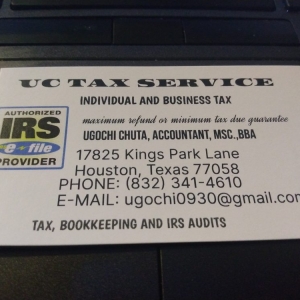 UC TAX SERVICE
INDIVIDUAL AND BUSINESS TAX
maximum refund or minimum tax due guarantee
UGOCHI CHUTA, ACCOUNTANT, MSC.,BBA
AUTHORIZED
IRS
e file
PROVIDER
17825 Kings Park Lane
Houston, Texas 77058
PHONE: (832) 341-4610
E-MAIL: ugochi0930@gmail.com
TAX, BOOKKEEPING AND IRS AUDITS